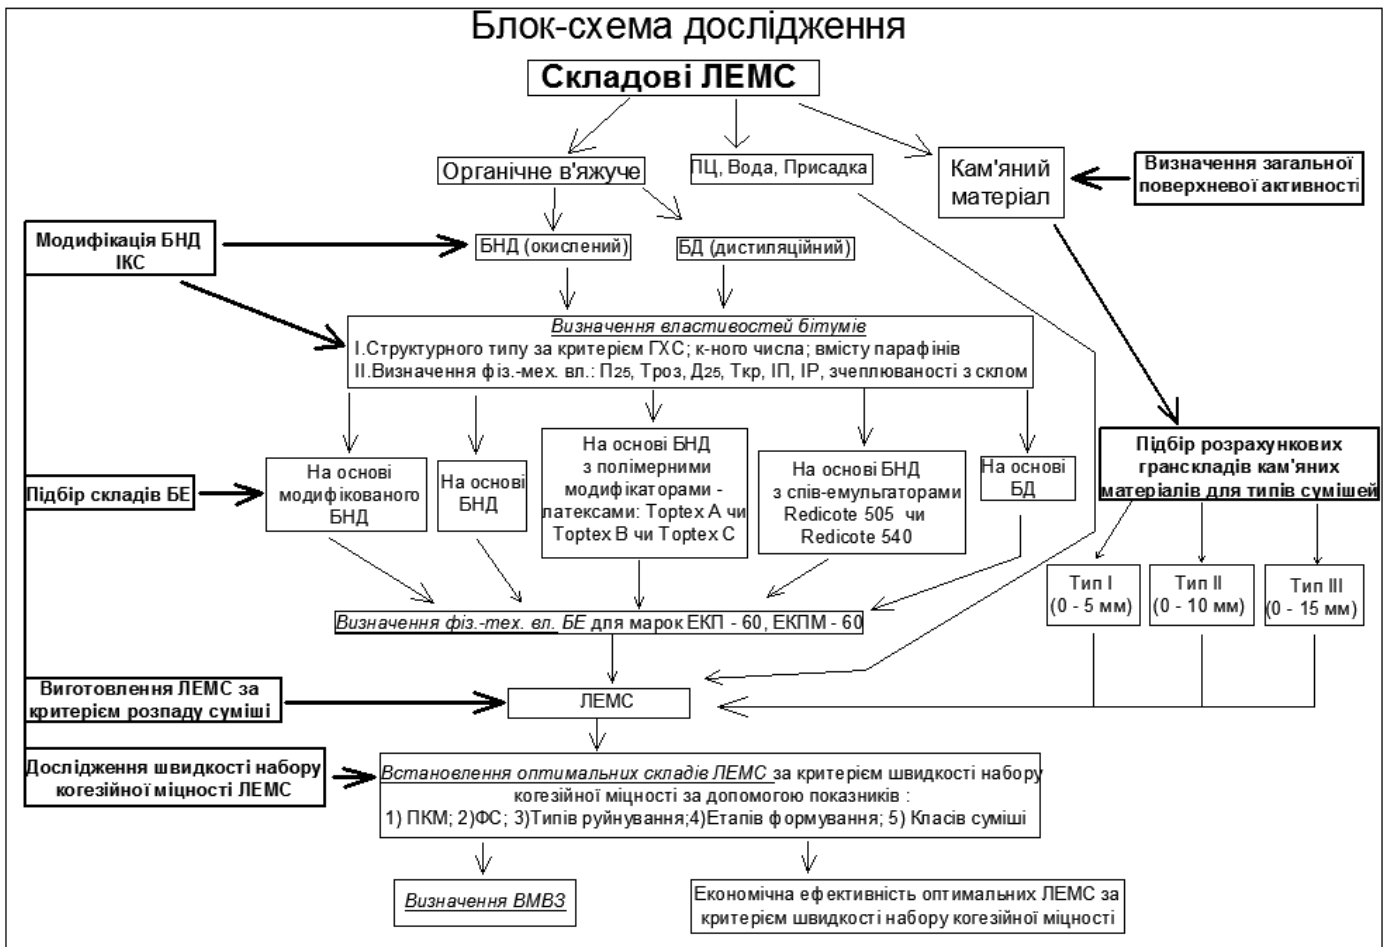 Блок-схема дослідження
Складові ЛЕМС
Органічне в'яжуче
ПЦ, Вода, Присадка
Кам'яний
матеріал
Визначення загальної
поверхневої активності
Модифікація БНД
ІКС
БНД (окислений)
БД (дистиляційний)
Визначення властивостей бітумів
І.Структурного типу за критерієм ГХС; к-ного числа; вмісту парафінів
ІІ.Визначення фіз.-мех. вл.: П25, Троз, Д25, Ткр, ІП, ІР, зчеплюваності з склом
Підбір складів БЕ
На основі
модифікованого
БНД
На основі
БНД
На основі БНД
з полімерними
модифікаторами -
латексами: Toptex A чи
Toptex B чи Toptex C
На основі БНД
з спів-емульгаторами
Redicote 505 чи
Redicote 540
На основі
БД
Підбір розрахункових
грансkладів кам'яних
матеріалів для типів сумішей
Тип І
(0 - 5 мм)
Тип ІІ
(0 - 10 мм)
Тип ІІІ
(0 - 15 мм)
Визначення фіз.-тех. вл. БЕ для марок ЕКП - 60, ЕКПМ - 60
Виготовлення ЛЕМС за
критерієм розпаду суміші
ЛЕМС
Дослідження швидкості набору
когезійної міцності ЛЕМС
Встановлення оптимальних складів ЛЕМС за критерієм швидкості набору
когезійної міцності за допомогою показників :
1) ПКМ; 2)ФС; 3)Типів руйнування;4)Етапів формування; 5) Класів суміші
Визначення ВМВЗ
Економічна ефективність оптимальних ЛЕМС за
критерієм швидкості набору когезійної міцності